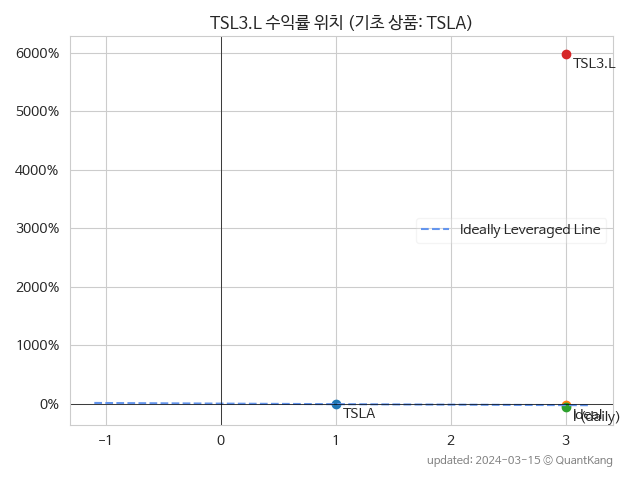 TSL3.L 수익률 위치 (기초 상품: TSLA)
6000%
TSL3.L
5000%
4000%
3000%
Ideally Leveraged Line
2000%
1000%
0%
TSLA
(daily)
-1
0
1
2
3
updated: 2024-03-15 © QuantKang